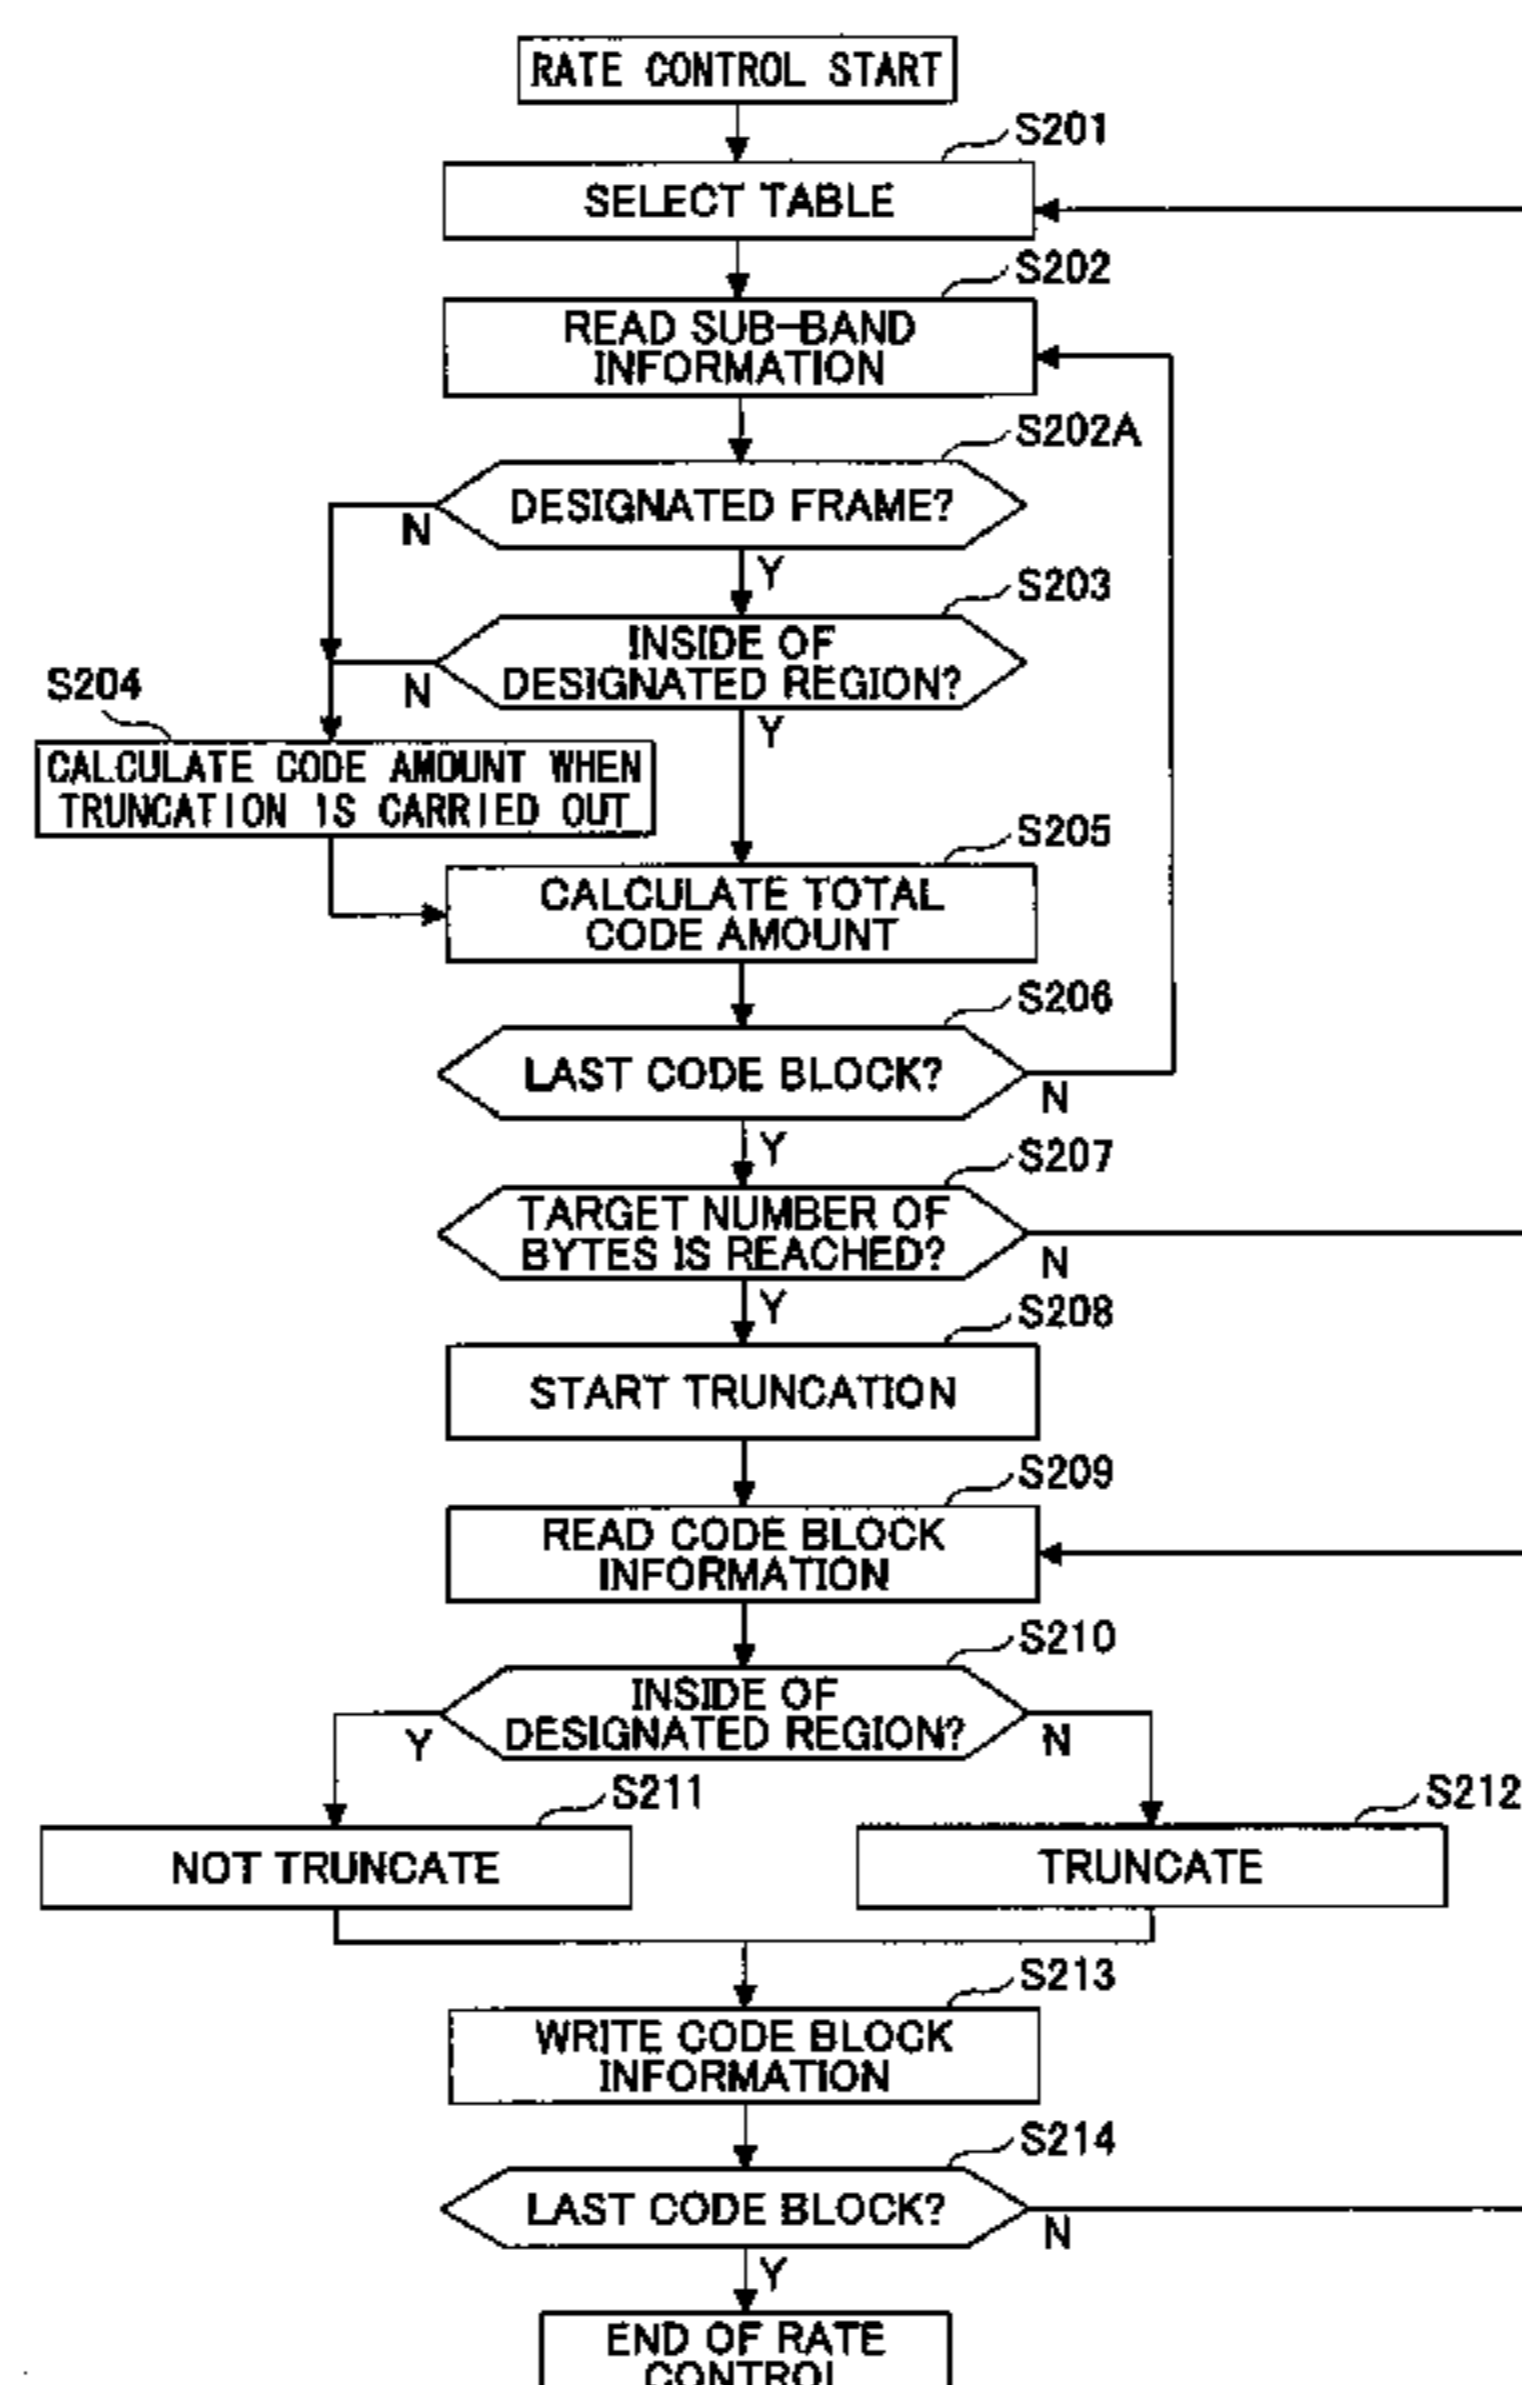 RATE CONTROL START
S201
SELECT TABLE
S202
READ SUB-BAND
INFORMATION
S202A
DESIGNATED FRAME?
N
Y
S203
INSIDE OF
DESIGNATED REGION?
N
Y
S204
CALCULATE CODE AMOUNT WHEN
TRUNCATION IS CARRIED OUT
S205
CALCULATE TOTAL
CODE AMOUNT
S206
LAST CODE BLOCK?
N
Y
S207
TARGET NUMBER OF
BYTES IS REACHED?
N
Y
S208
START TRUNCATION
S209
READ CODE BLOCK
INFORMATION
S210
INSIDE OF
DESIGNATED REGION?
Y
N
S211
NOT TRUNCATE
S212
TRUNCATE
S213
WRITE CODE BLOCK
INFORMATION
S214
LAST CODE BLOCK?
N
Y
END OF RATE
CONTROL